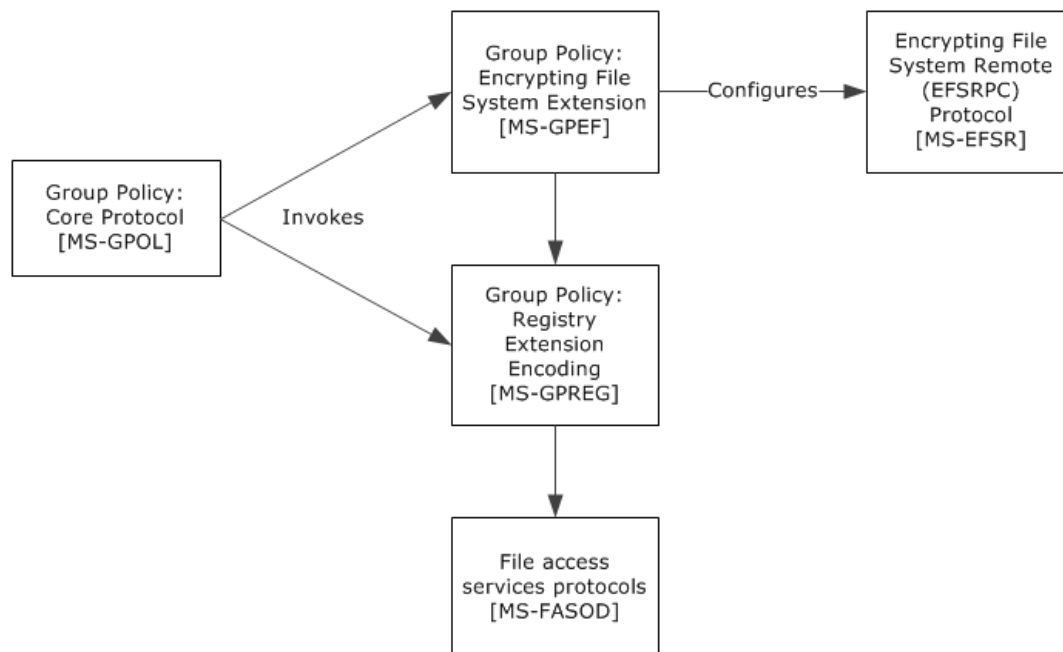 Group Policy:
Encrypting File
System Extension
[MS-GPEF]
Configures
Encrypting File
System Remote
(EFSRPC)
Protocol
[MS-EFSR]
Group Policy:
Core Protocol
[MS-GPOL]
Invokes
Group Policy:
Registry
Extension
Encoding
[MS-GPREG]
File access
services protocols
[MS-FASOD]